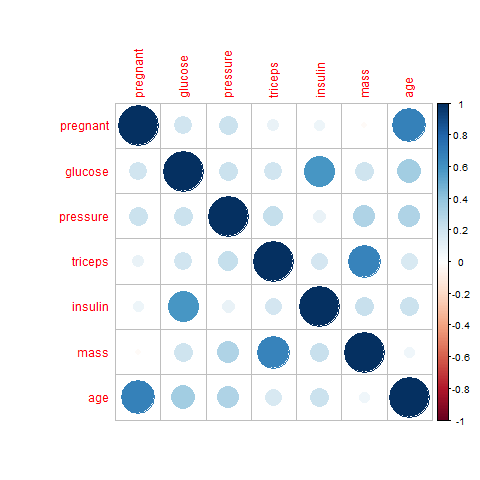 pregnant
glucose
pressure
triceps
insulin
mass
age
pregnant
glucose
pressure
triceps
insulin
mass
age
1
0.8
0.6
0.4
0.2
0
-0.2
-0.4
-0.6
-0.8
-1